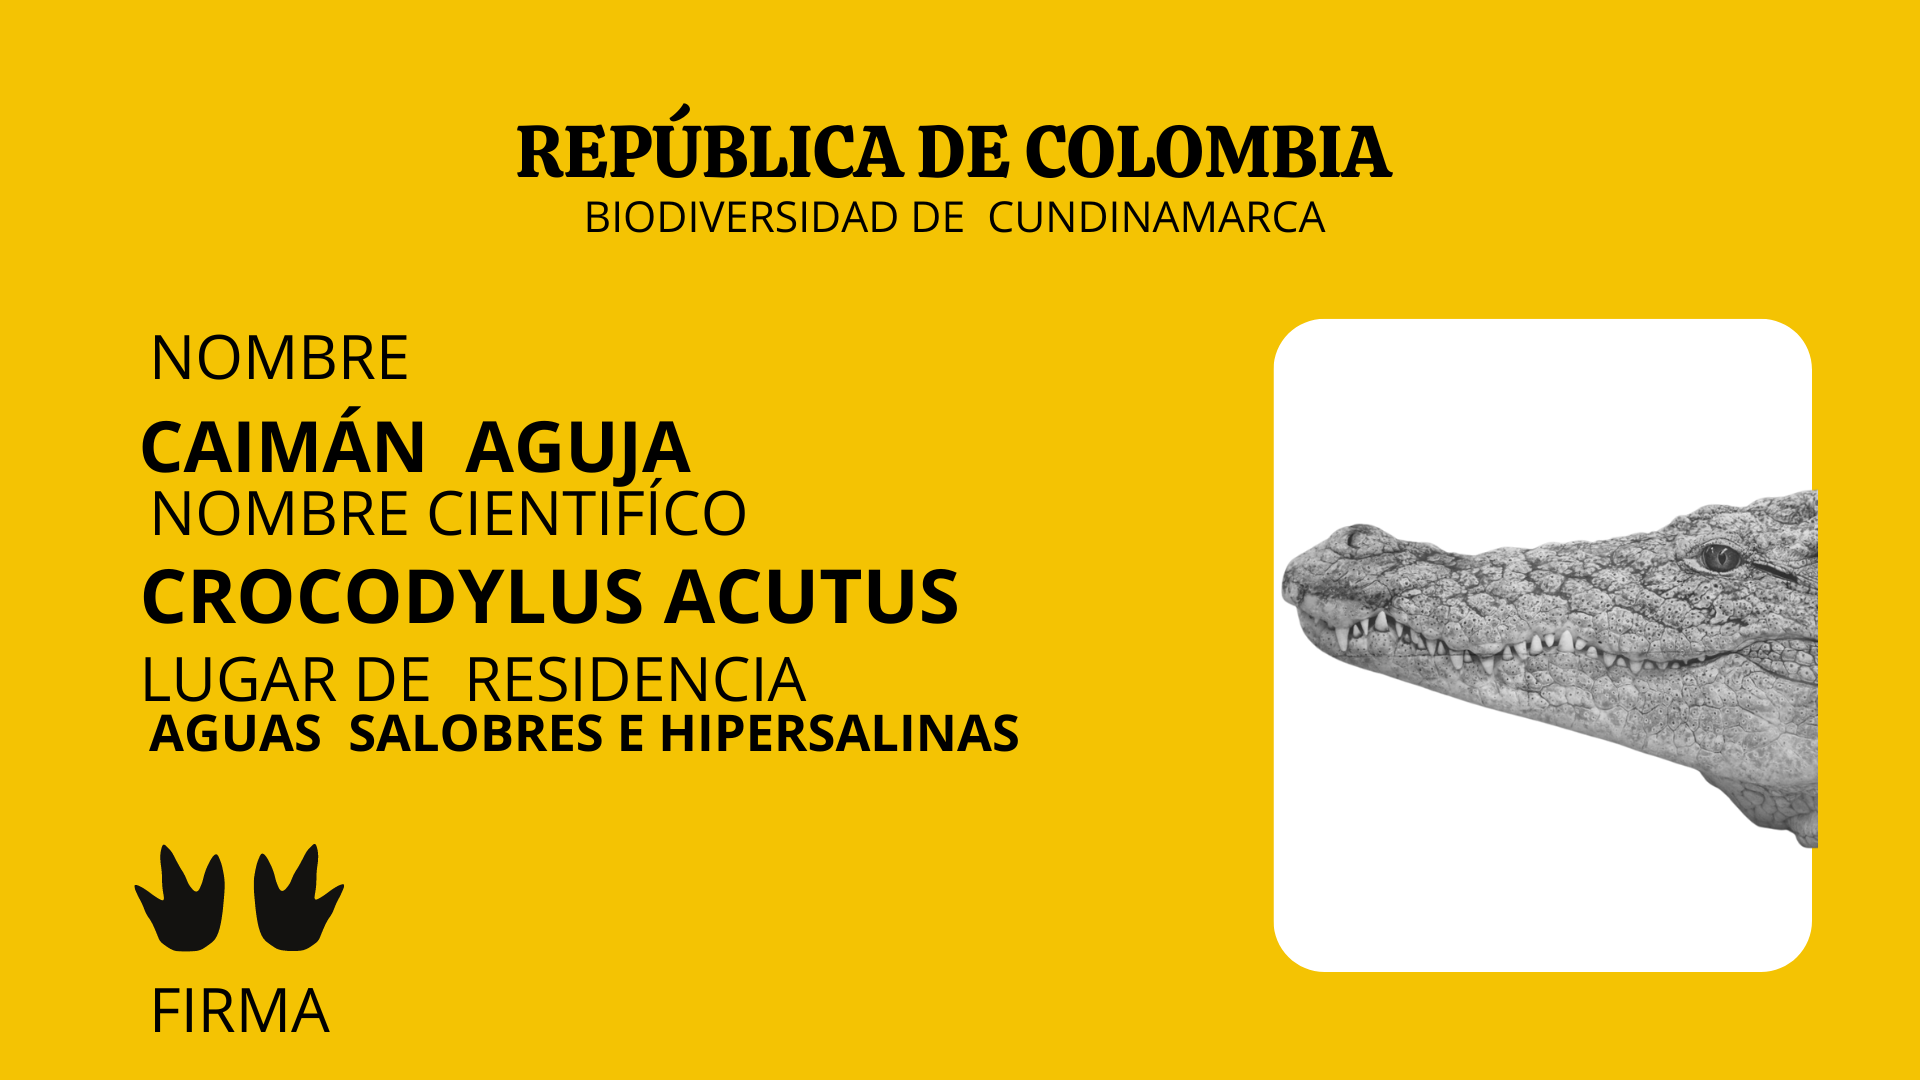 REPÚBLICA DE COLOMBIA
BIODIVERSIDAD DE CUNDINAMARCA
NOMBRE
CAIMÁN AGUJA
NOMBRE CIENTIFÍCO
CROCODYLUS ACUTUS
LUGAR DE RESIDENCIA
AGUAS SALOBRES E HIPERSALINAS
FIRMA